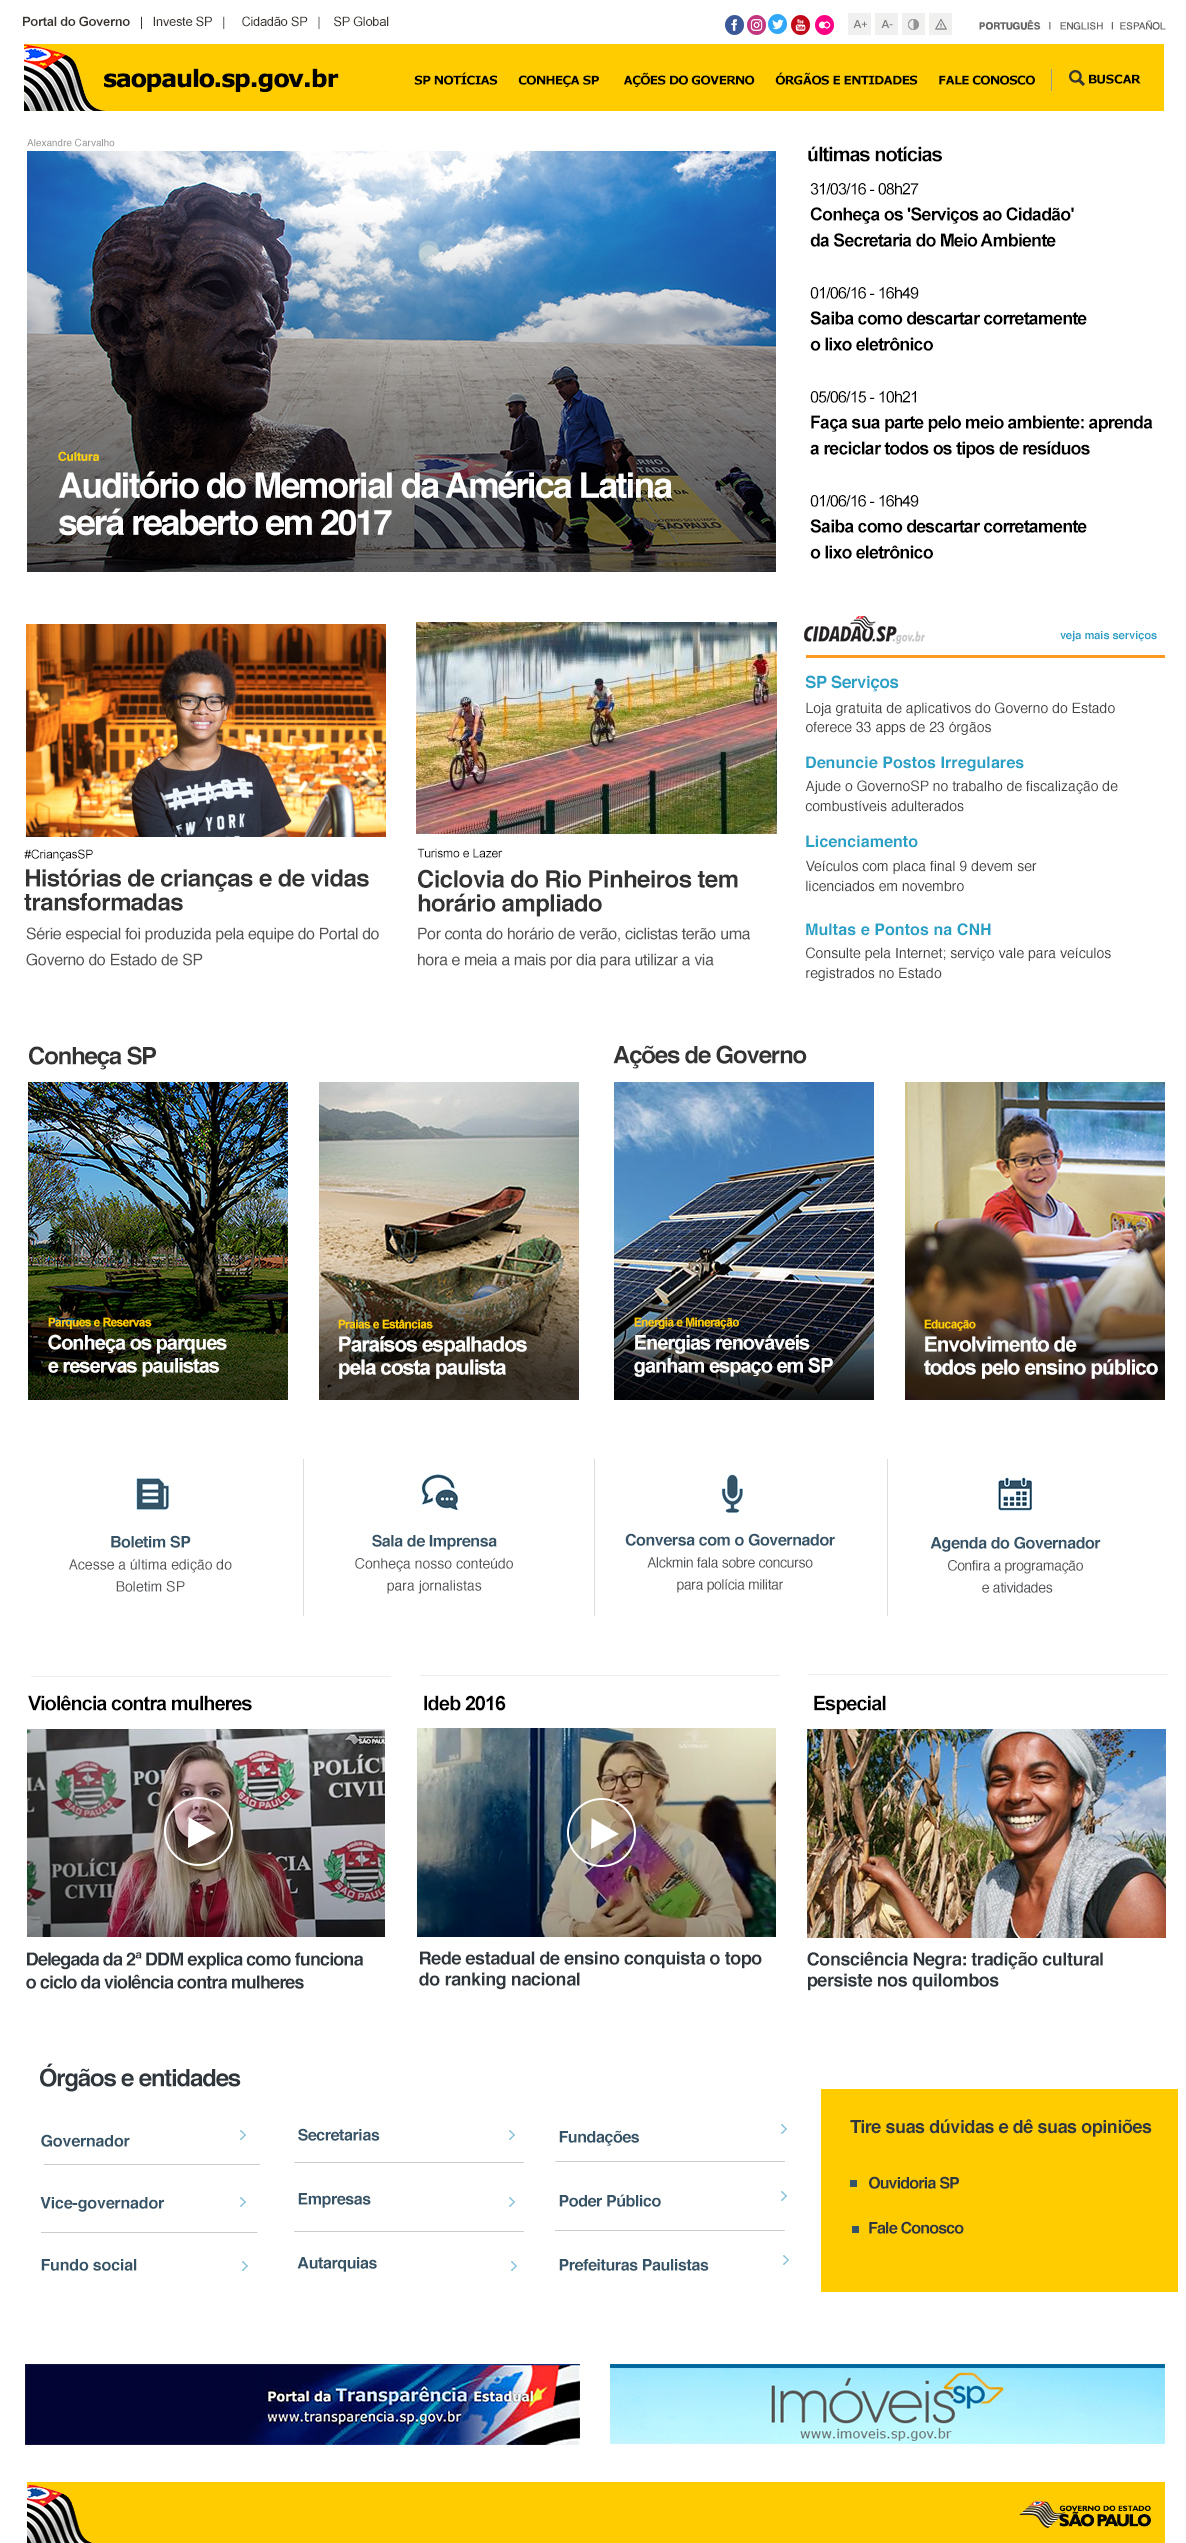 Portal do Governo | Investe SP | Cidadão SP | SP Global
A+ A-
PORTUGUÊS | ENGLISH | ESPAÑOL
saopaulo.sp.gov.br
SP NOTÍCIAS CONHEÇA SP AÇÕES DO GOVERNO ÓRGÃOS E ENTIDADES FALE CONOSCO BUSCAR
Alexandre Carvalho
Cultura
Auditório do Memorial da América Latina
será reaberto em 2017
últimas notícias
31/03/16 - 08h27
Conheça os 'Serviços ao Cidadão'
da Secretaria do Meio Ambiente
01/06/16 - 16h49
Saiba como descartar corretamente
o lixo eletrônico
05/06/15 - 10h21
Faça sua parte pelo meio ambiente: aprenda
a reciclar todos os tipos de resíduos
01/06/16 - 16h49
Saiba como descartar corretamente
o lixo eletrônico
NEW YORK
#CriançasSP
Histórias de crianças e de vidas
transformadas
Série especial foi produzida pela equipe do Portal do
Governo do Estado de SP
Turismo e Lazer
Ciclovia do Rio Pinheiros tem
horário ampliado
Por conta do horário de verão, ciclistas terão uma
hora e meia a mais por dia para utilizar a via
CIDADÃO.SP.gov.br
veja mais serviços
SP Serviços
Loja gratuita de aplicativos do Governo do Estado
oferece 33 apps de 23 órgãos
Denuncie Postos Irregulares
Ajude o GovernoSP no trabalho de fiscalização de
combustíveis adulterados
Licenciamento
Veículos com placa final 9 devem ser
licenciados em novembro
Multas e Pontos na CNH
Consulte pela Internet; serviço vale para veículos
registrados no Estado
Conheça SP
Parques e Reservas
Conheça os parques
e reservas paulistas
Praias e Estâncias
Paraísos espalhados
pela costa paulista
Ações de Governo
Energia e Mineração
Energias renováveis
ganham espaço em SP
Educação
Envolvimento de
todos pelo ensino público
Boletim SP
Acesse a última edição do
Boletim SP
Sala de Imprensa
Conheça nosso conteúdo
para jornalistas
Conversa com o Governador
Alckmin fala sobre concurso
para polícia militar
Agenda do Governador
Confira a programação
e atividades
Violência contra mulheres
POLÍCIA
CIVIL
SÃO PAULO
Delegada da 2ª DDM explica como funciona
o ciclo da violência contra mulheres
Ideb 2016
Rede estadual de ensino conquista o topo
do ranking nacional
Especial
Consciência Negra: tradição cultural
persiste nos quilombos
Órgãos e entidades
Governador
Secretarias
Fundações
Vice-governador
Empresas
Poder Público
Fundo social
Autarquias
Prefeituras Paulistas
Tire suas dúvidas e dê suas opiniões
Ouvidoria SP
Fale Conosco
Portal da Transparência Estadual
www.transparencia.sp.gov.br
Imóveis sp
www.imoveis.sp.gov.br
GOVERNO DO ESTADO
SÃO PAULO